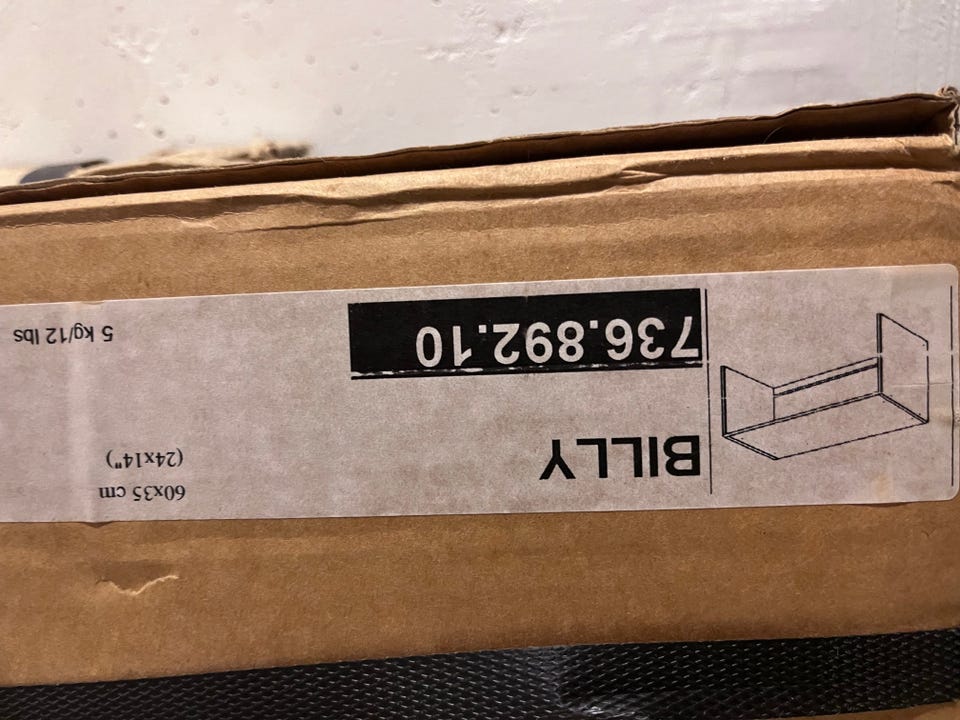 BILLY
736.892.10
60x35 cm
(24x14")
5 kg/12 lbs